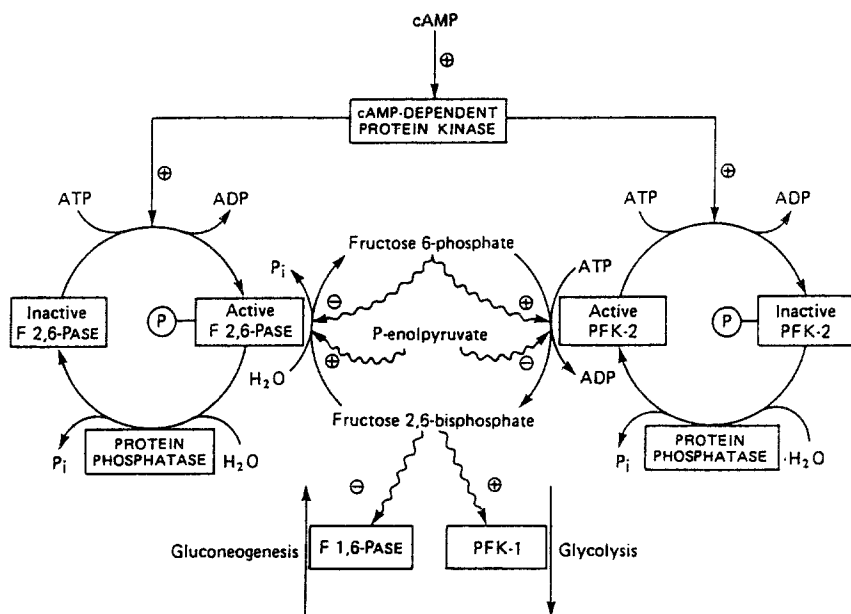 cAMP
⊕
cAMP-DEPENDENT
PROTEIN KINASE
⊕ ⊕
ATP ADP ATP ADP
Fructose 6-phosphate
Pi ATP
⊖ ⊕
Inactive
F 2,6-PASE
P
Active
F 2,6-PASE
P-enolpyruvate
Active
PFK-2
P
Inactive
PFK-2
⊕ ⊖
H2O ADP
Fructose 2,6-bisphosphate
Pi
PROTEIN
PHOSPHATASE
H2O
Pi
PROTEIN
PHOSPHATASE
·H2O
⊖ ⊕
Gluconeogenesis F 1,6-PASE PFK-1 Glycolysis